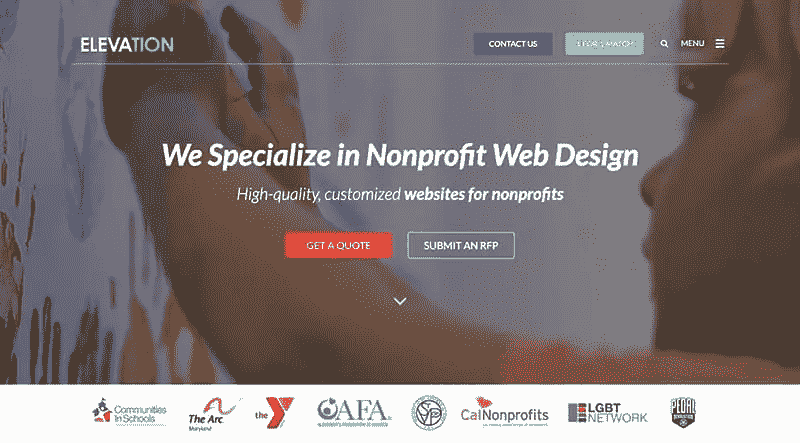 ELEVATION
CONTACT US
MENU
We Specialize in Nonprofit Web Design
High-quality, customized websites for nonprofits
GET A QUOTE
SUBMIT AN RFP
Communities
In Schools
The Arc
Maryland
the Y
AFA
CalNonprofits
LGBT
NETWORK
PEDAL